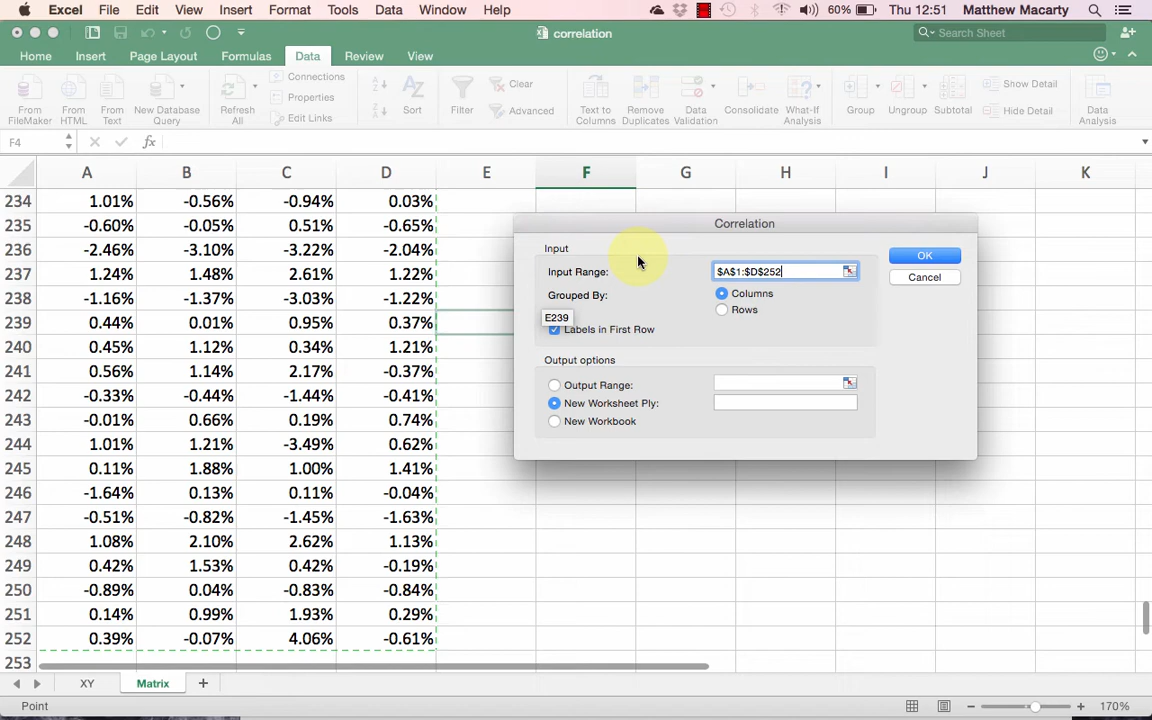 Excel File Edit View Insert Format Tools Data Window Help 60% Thu 12:51 Matthew Macarty
correlation
Search Sheet
Home Insert Page Layout Formulas Data Review View
From FileMaker From HTML From Text New Database Query Refresh All Connections Properties Edit Links Sort Filter Clear Advanced Text to Columns Remove Duplicates Data Validation Consolidate What-If Analysis Group Ungroup Subtotal Show Detail Hide Detail Data Analysis
F4 fx
A B C D E F G H I J K
234 1.01% -0.56% -0.94% 0.03%
235 -0.60% -0.05% 0.51% -0.65%
236 -2.46% -3.10% -3.22% -2.04%
237 1.24% 1.48% 2.61% 1.22%
238 -1.16% -1.37% -3.03% -1.22%
239 0.44% 0.01% 0.95% 0.37%
240 0.45% 1.12% 0.34% 1.21%
241 0.56% 1.14% 2.17% -0.37%
242 -0.33% -0.44% -1.44% -0.41%
243 -0.01% 0.66% 0.19% 0.74%
244 1.01% 1.21% -3.49% 0.62%
245 0.11% 1.88% 1.00% 1.41%
246 -1.64% 0.13% 0.11% -0.04%
247 -0.51% -0.82% -1.45% -1.63%
248 1.08% 2.10% 2.62% 1.13%
249 0.42% 1.53% 0.42% -0.19%
250 -0.89% 0.04% -0.83% -0.84%
251 0.14% 0.99% 1.93% 0.29%
252 0.39% -0.07% 4.06% -0.61%
253
Correlation
Input
Input Range: $A$1:$D$252
Grouped By: Columns
Rows
E239
Labels in First Row
Output options
Output Range:
New Worksheet Ply:
New Workbook
OK
Cancel
XY Matrix
Point 170%